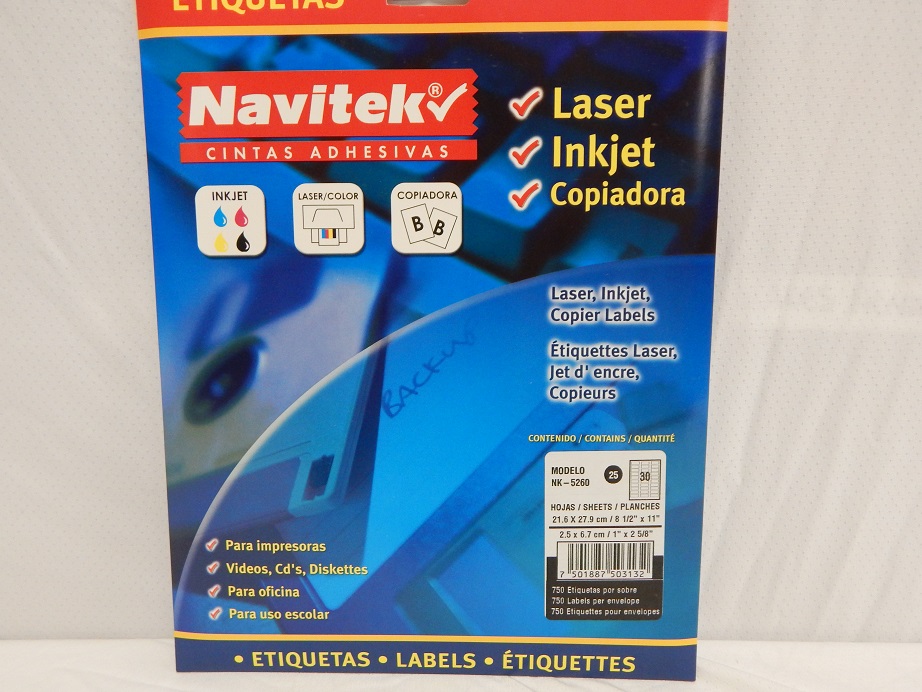 ETIQUETAS
Navitek®
CINTAS ADHESIVAS
Laser
Inkjet
Copiadora
INKJET
LASER/COLOR
COPIADORA
B B
Laser, Inkjet,
Copier Labels
Étiquettes Laser,
Jet d' encre,
Copieurs
BACKUP
CONTENIDO / CONTAINS / QUANTITÉ
MODELO
NK-5260
25
30
HOJAS / SHEETS / PLANCHES
21.6 X 27.9 cm / 8 1/2" x 11"
2.5 x 6.7 cm / 1" x 2 5/8"
7 501887 503132
750 Etiquetas por sobre
750 Labels per envelope
750 Étiquettes pour envelopes
Para impresoras
Videos, Cd's, Diskettes
Para oficina
Para uso escolar
• ETIQUETAS • LABELS • ÉTIQUETTES